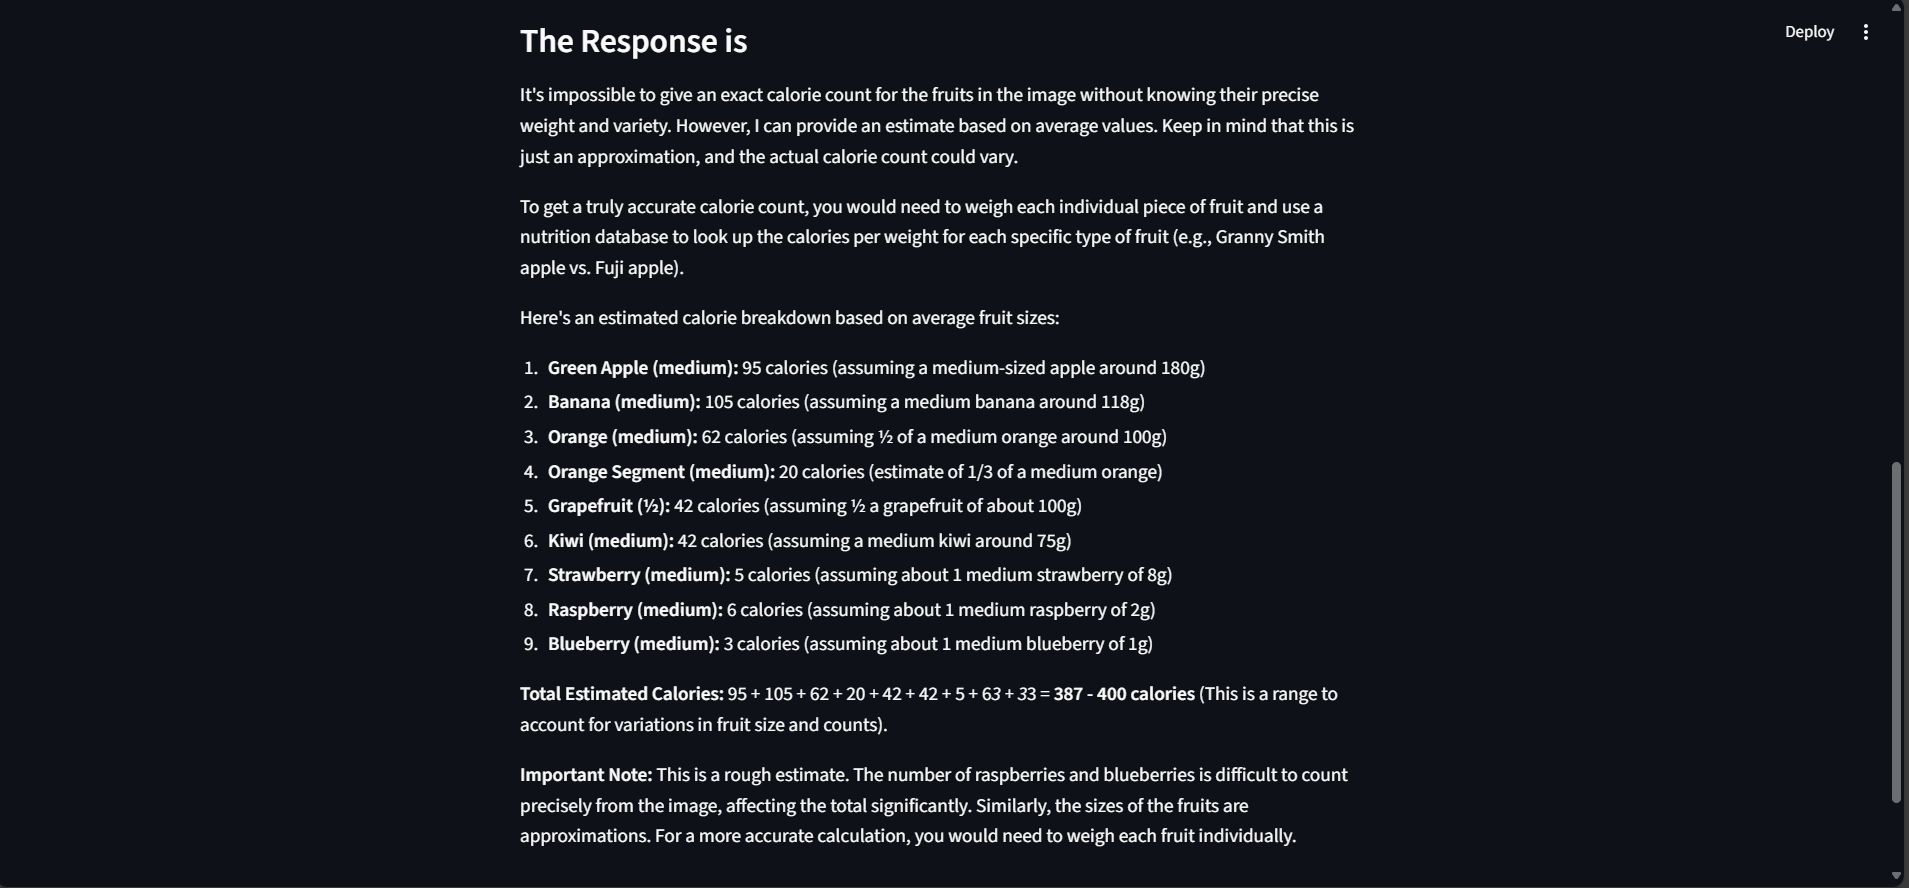 Deploy
The Response is
It's impossible to give an exact calorie count for the fruits in the image without knowing their precise
weight and variety. However, I can provide an estimate based on average values. Keep in mind that this is
just an approximation, and the actual calorie count could vary.
To get a truly accurate calorie count, you would need to weigh each individual piece of fruit and use a
nutrition database to look up the calories per weight for each specific type of fruit (e.g., Granny Smith
apple vs. Fuji apple).
Here's an estimated calorie breakdown based on average fruit sizes:
1. Green Apple (medium): 95 calories (assuming a medium-sized apple around 180g)
2. Banana (medium): 105 calories (assuming a medium banana around 118g)
3. Orange (medium): 62 calories (assuming ½ of a medium orange around 100g)
4. Orange Segment (medium): 20 calories (estimate of 1/3 of a medium orange)
5. Grapefruit (½): 42 calories (assuming ½ a grapefruit of about 100g)
6. Kiwi (medium): 42 calories (assuming a medium kiwi around 75g)
7. Strawberry (medium): 5 calories (assuming about 1 medium strawberry of 8g)
8. Raspberry (medium): 6 calories (assuming about 1 medium raspberry of 2g)
9. Blueberry (medium): 3 calories (assuming about 1 medium blueberry of 1g)
Total Estimated Calories: 95 + 105 + 62 + 20 + 42 + 42 + 5 + 63 + 33 = 387 - 400 calories (This is a range to
account for variations in fruit size and counts).
Important Note: This is a rough estimate. The number of raspberries and blueberries is difficult to count
precisely from the image, affecting the total significantly. Similarly, the sizes of the fruits are
approximations. For a more accurate calculation, you would need to weigh each fruit individually.